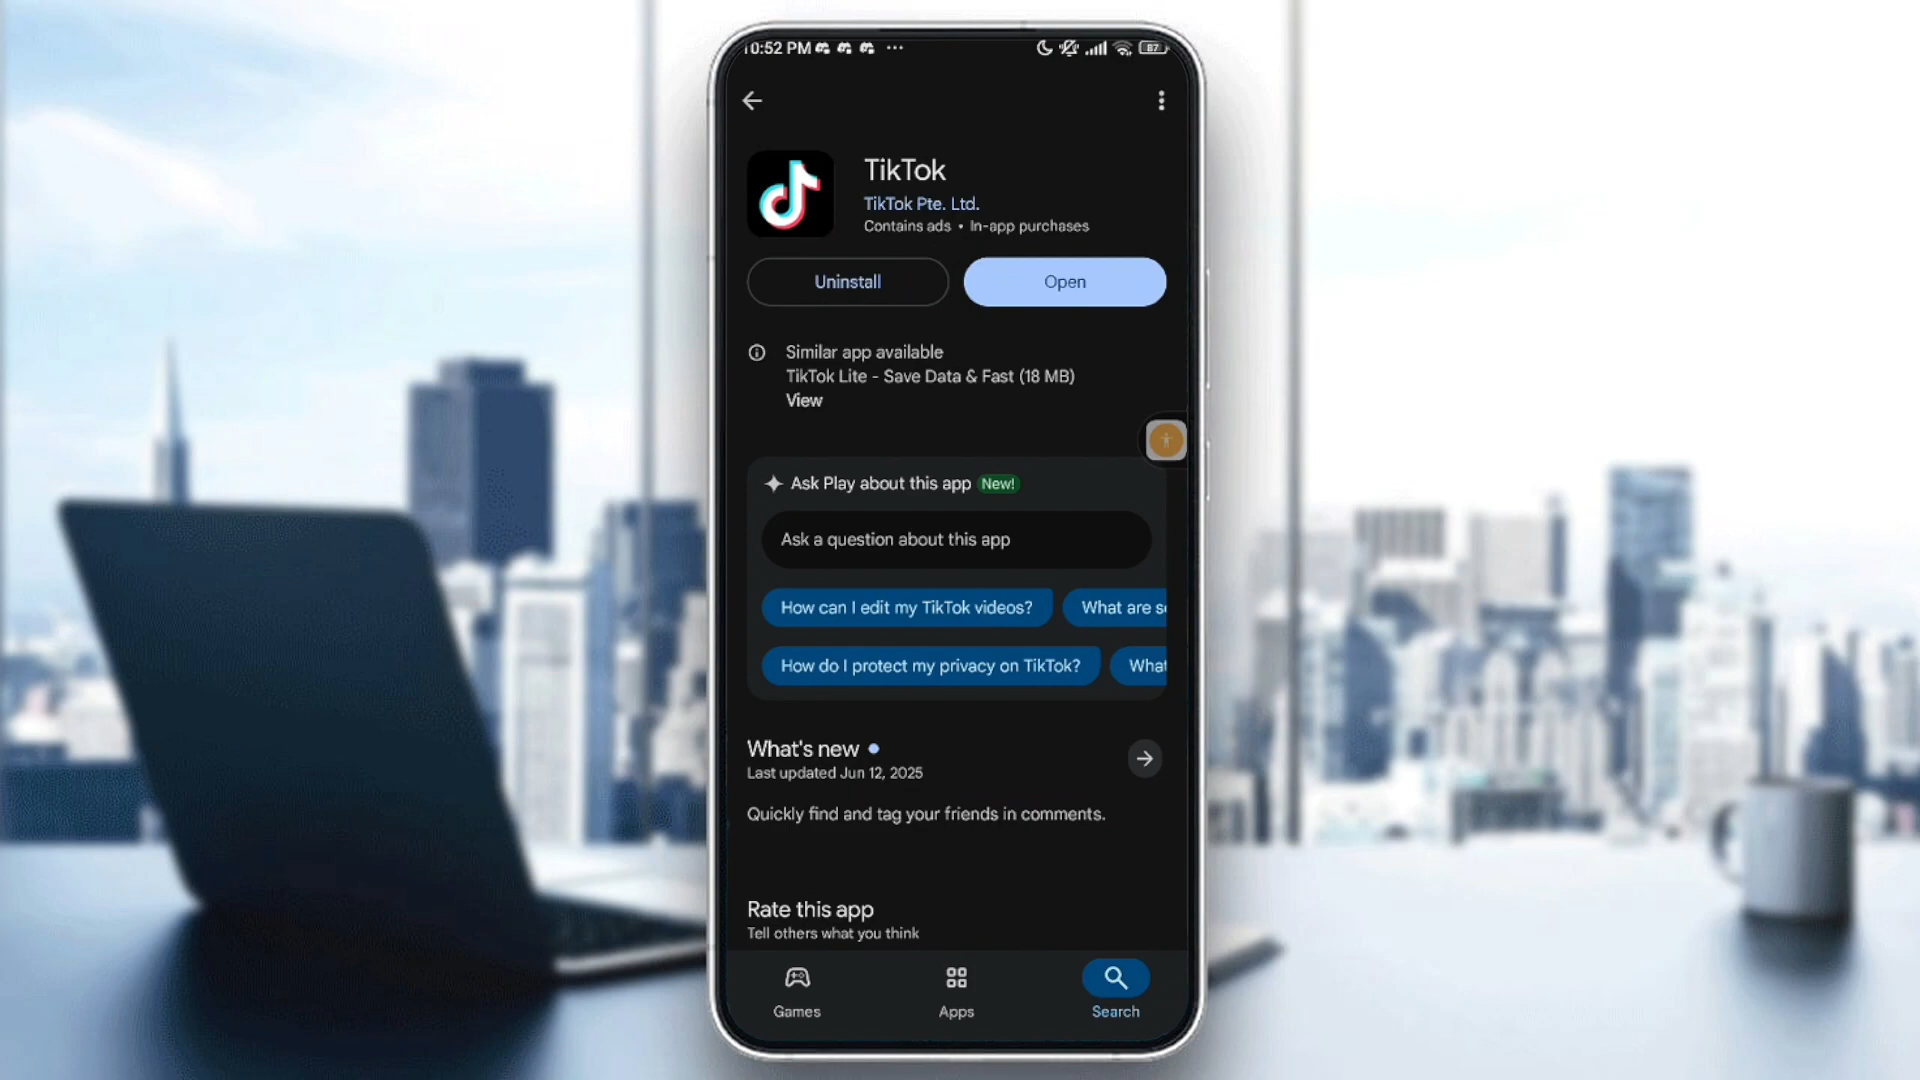 10:52 PM
87
TikTok
TikTok Pte. Ltd.
Contains ads • In-app purchases
Uninstall
Open
Similar app available
TikTok Lite - Save Data & Fast (18 MB)
View
Ask Play about this app New!
Ask a question about this app
How can I edit my TikTok videos?
What are s
How do I protect my privacy on TikTok?
What
What's new
Last updated Jun 12, 2025
Quickly find and tag your friends in comments.
Rate this app
Tell others what you think
Games
Apps
Search